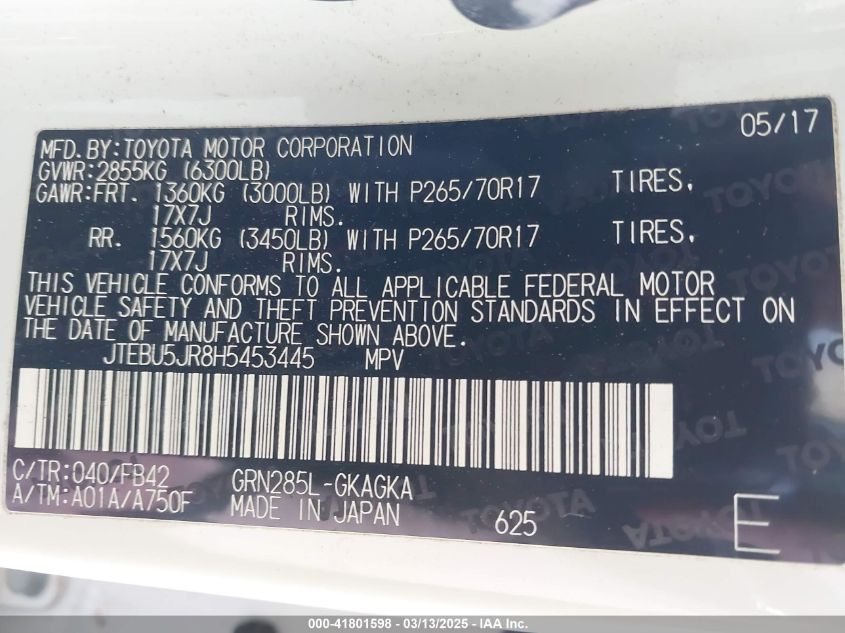 05/17
MFD.BY:TOYOTA MOTOR CORPORATION
GVWR:2855KG (6300LB)
GAWR:FRT. 1360KG (3000LB) WITH P265/70R17 TIRES,
17X7J RIMS.
RR. 1560KG (3450LB) WITH P265/70R17 TIRES,
17X7J RIMS.
THIS VEHICLE CONFORMS TO ALL APPLICABLE FEDERAL MOTOR
VEHICLE SAFETY AND THEFT PREVENTION STANDARDS IN EFFECT ON
THE DATE OF MANUFACTURE SHOWN ABOVE.
JTEBU5JR8H5453445 MPV
C/TR:040/FB42 GRN285L-GKAGKA
A/TM:A01A/A750F MADE IN JAPAN 625 E
000-41801598 - 03/13/2025 - IAA Inc.